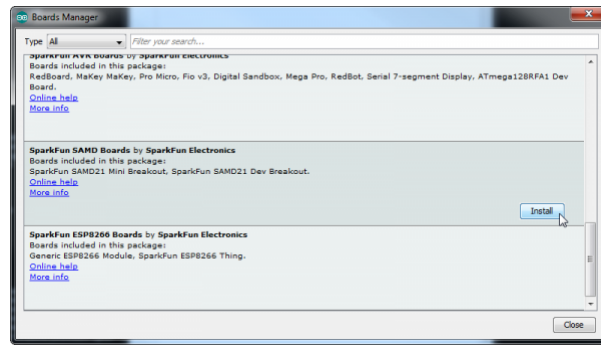 Boards Manager
Type All Filter your search...
SparkFun AVR Boards by SparkFun Electronics
Boards included in this package:
RedBoard, MaKey MaKey, Pro Micro, Fio v3, Digital Sandbox, Mega Pro, RedBot, Serial 7-segment Display, ATmega128RFA1 Dev
Board.
Online help
More info
SparkFun SAMD Boards by SparkFun Electronics
Boards included in this package:
SparkFun SAMD21 Mini Breakout, SparkFun SAMD21 Dev Breakout.
Online help
More info
Install
SparkFun ESP8266 Boards by SparkFun Electronics
Boards included in this package:
Generic ESP8266 Module, SparkFun ESP8266 Thing.
Online help
More info
Close